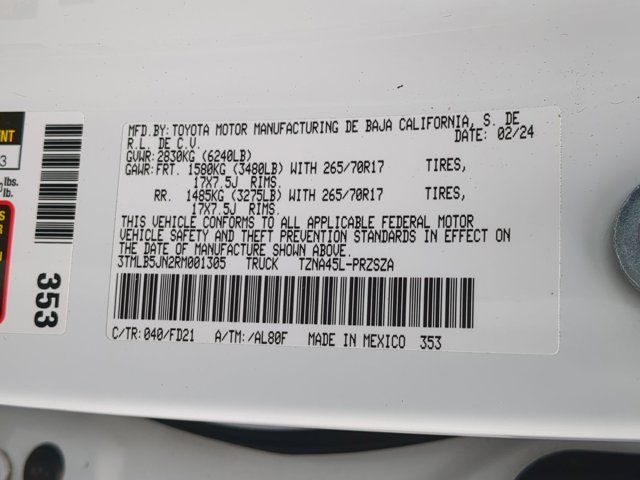 MFD.BY:TOYOTA MOTOR MANUFACTURING DE BAJA CALIFORNIA, S. DE
R.L. DE C.V. DATE: 02/24
GVWR:2830KG (6240LB)
GAWR:FRT. 1580KG (3480LB) WITH 265/70R17 TIRES,
17X7.5J RIMS.
RR. 1485KG (3275LB) WITH 265/70R17 TIRES,
17X7.5J RIMS.
THIS VEHICLE CONFORMS TO ALL APPLICABLE FEDERAL MOTOR
VEHICLE SAFETY AND THEFT PREVENTION STANDARDS IN EFFECT ON
THE DATE OF MANUFACTURE SHOWN ABOVE.
3TMLB5JN2RM001305 TRUCK TZNA45L-PRZSZA
C/TR:040/FD21 A/TM:/AL80F MADE IN MEXICO 353
353
lbs.